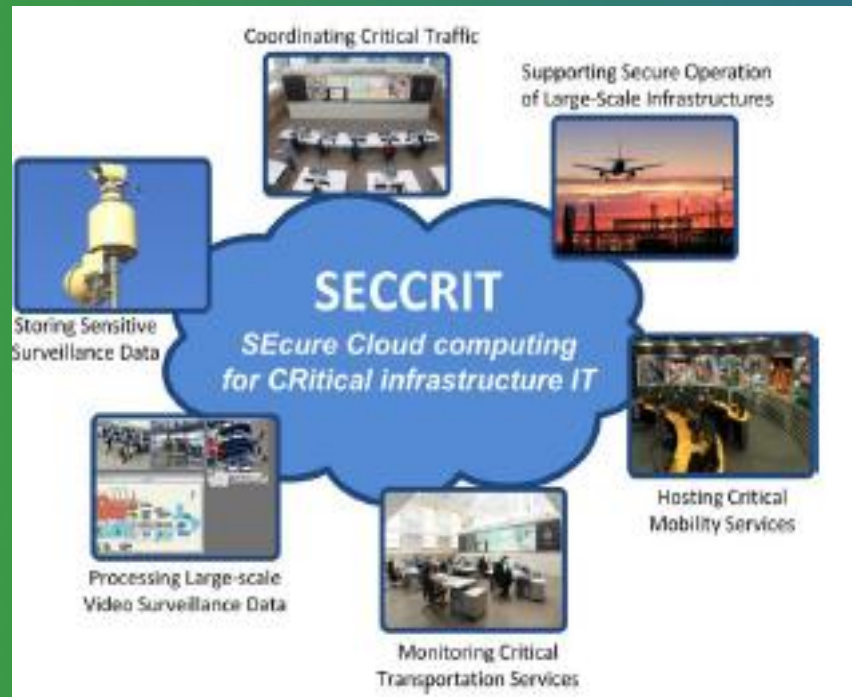 Coordinating Critical Traffic
Supporting Secure Operation
of Large-Scale Infrastructures
SECCRIT
SEcure Cloud computing
for CRitical infrastructure IT
Storing Sensitive
Surveillance Data
Hosting Critical
Mobility Services
Processing Large-scale
Video Surveillance Data
Monitoring Critical
Transportation Services